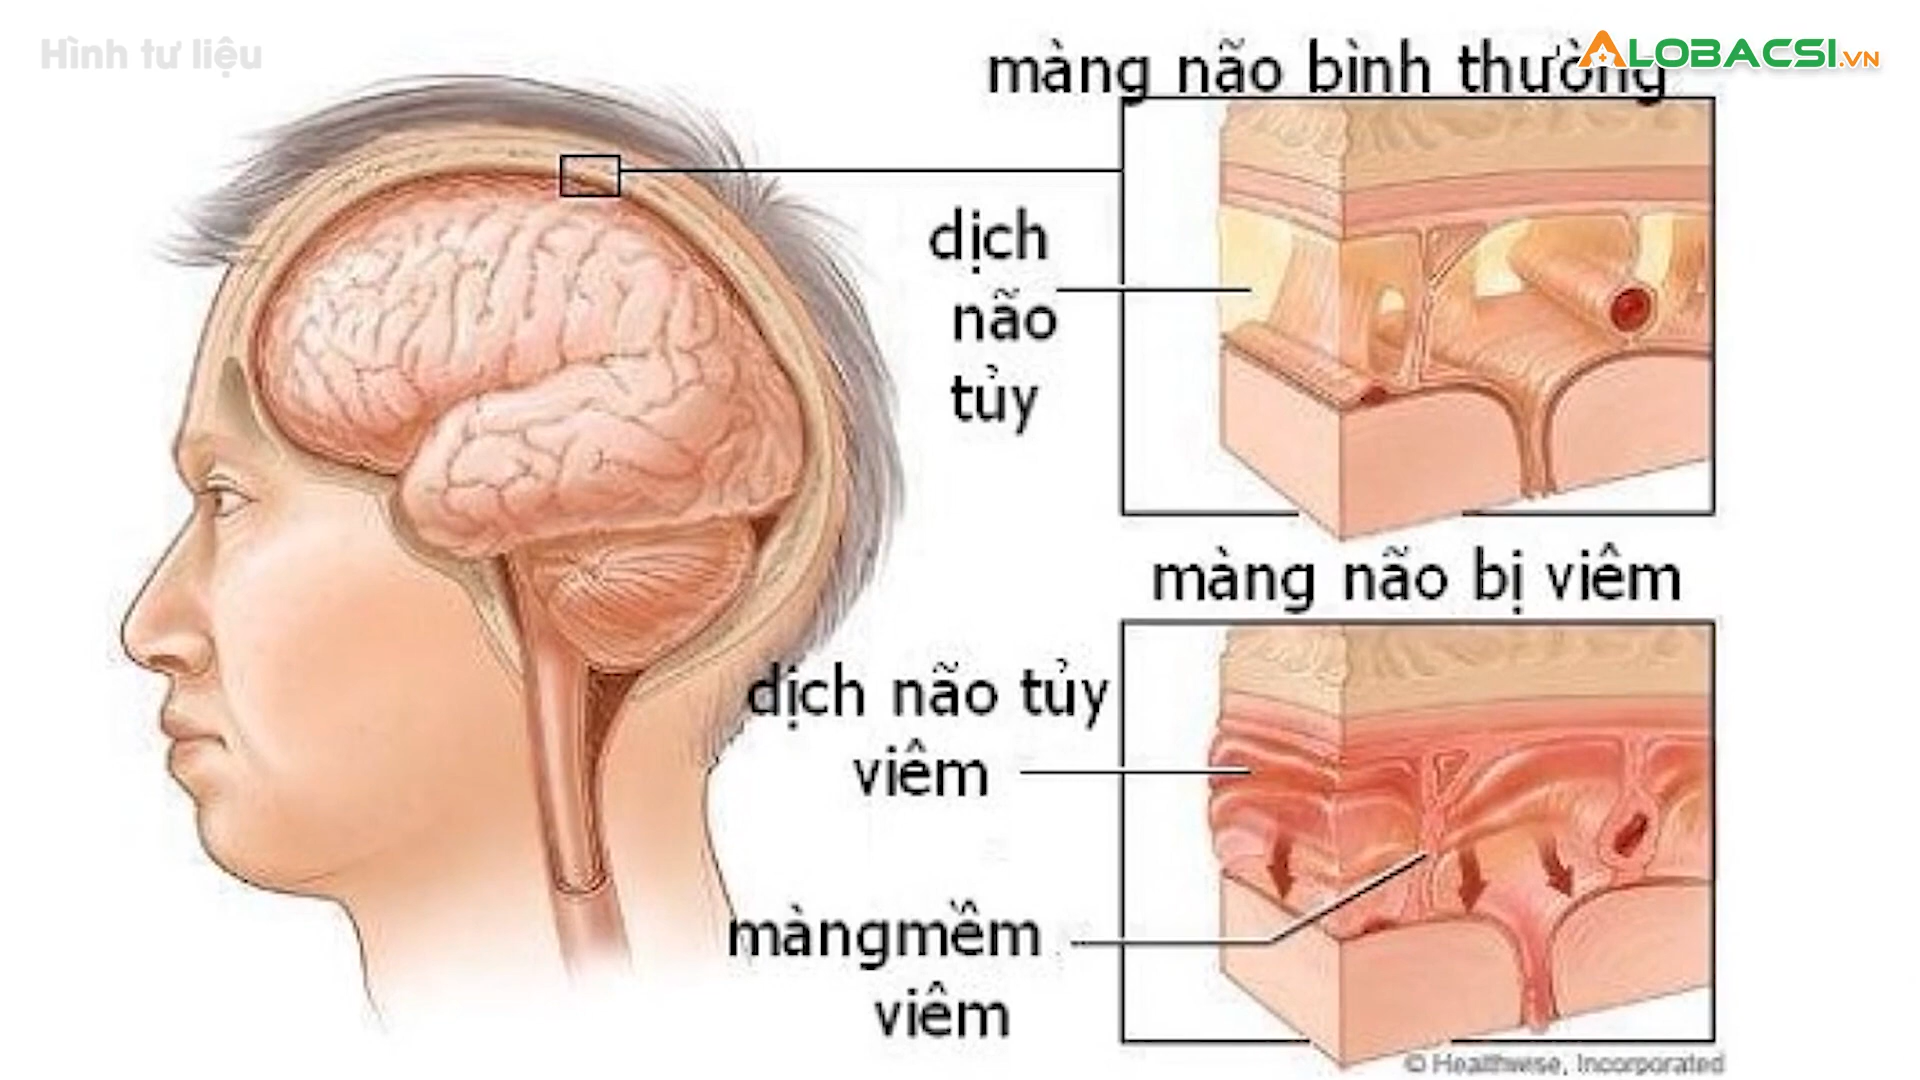 Hình tư liệu
ALOBACSI.VN
màng não bình thường
dịch
não
tủy
màng não bị viêm
dịch não tủy
viêm
màngmềm
viêm
© Healthwise, Incorporated